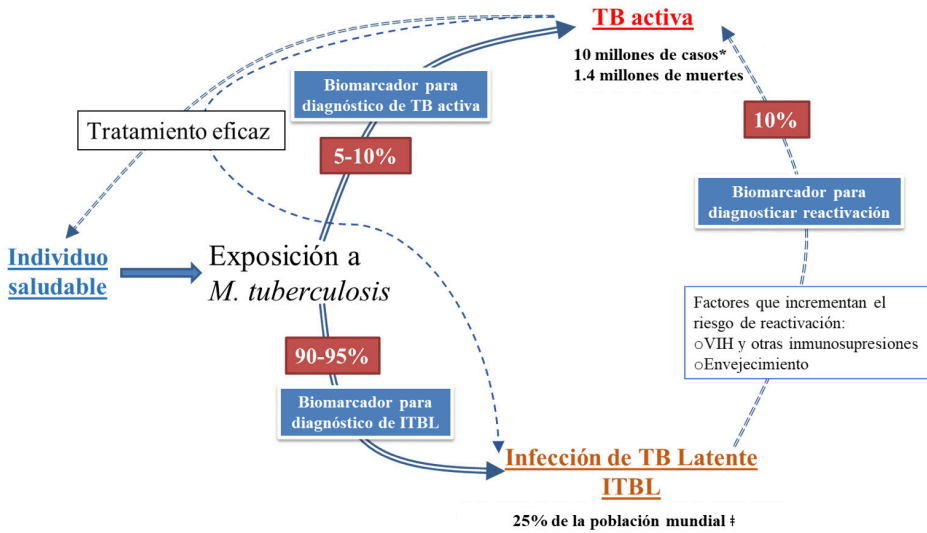 TB activa
10 millones de casos*
1.4 millones de muertes
Biomarcador para
diagnóstico de TB activa
Tratamiento eficaz
10%
5-10%
Biomarcador para
diagnosticar reactivación
Individuo
saludable
Exposición a
M. tuberculosis
Factores que incrementan el
riesgo de reactivación:
○VIH y otras inmunosupresiones
○Envejecimiento
90-95%
Biomarcador para
diagnóstico de ITBL
Infección de TB Latente
ITBL
25% de la población mundial ǂ